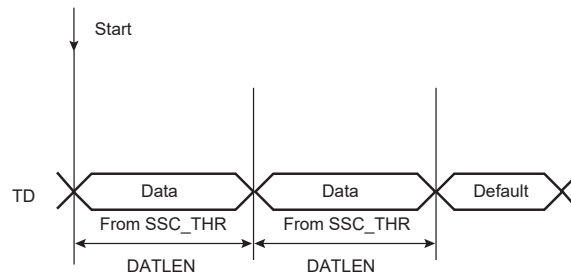 Start
TD Data Data Default
From SSC_THR From SSC_THR
DATLEN DATLEN